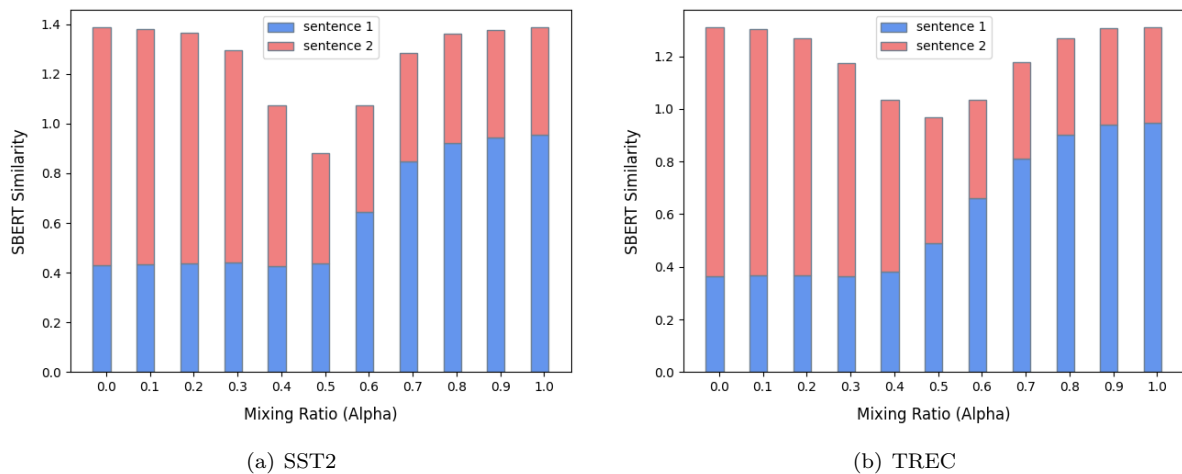 1.4
1.2
1.0
0.8
0.6
0.4
0.2
0.0
SBERT Similarity
sentence 1
sentence 2
0.0 0.1 0.2 0.3 0.4 0.5 0.6 0.7 0.8 0.9 1.0
Mixing Ratio (Alpha)
(a) SST2
1.2
1.0
0.8
0.6
0.4
0.2
0.0
SBERT Similarity
sentence 1
sentence 2
0.0 0.1 0.2 0.3 0.4 0.5 0.6 0.7 0.8 0.9 1.0
Mixing Ratio (Alpha)
(b) TREC